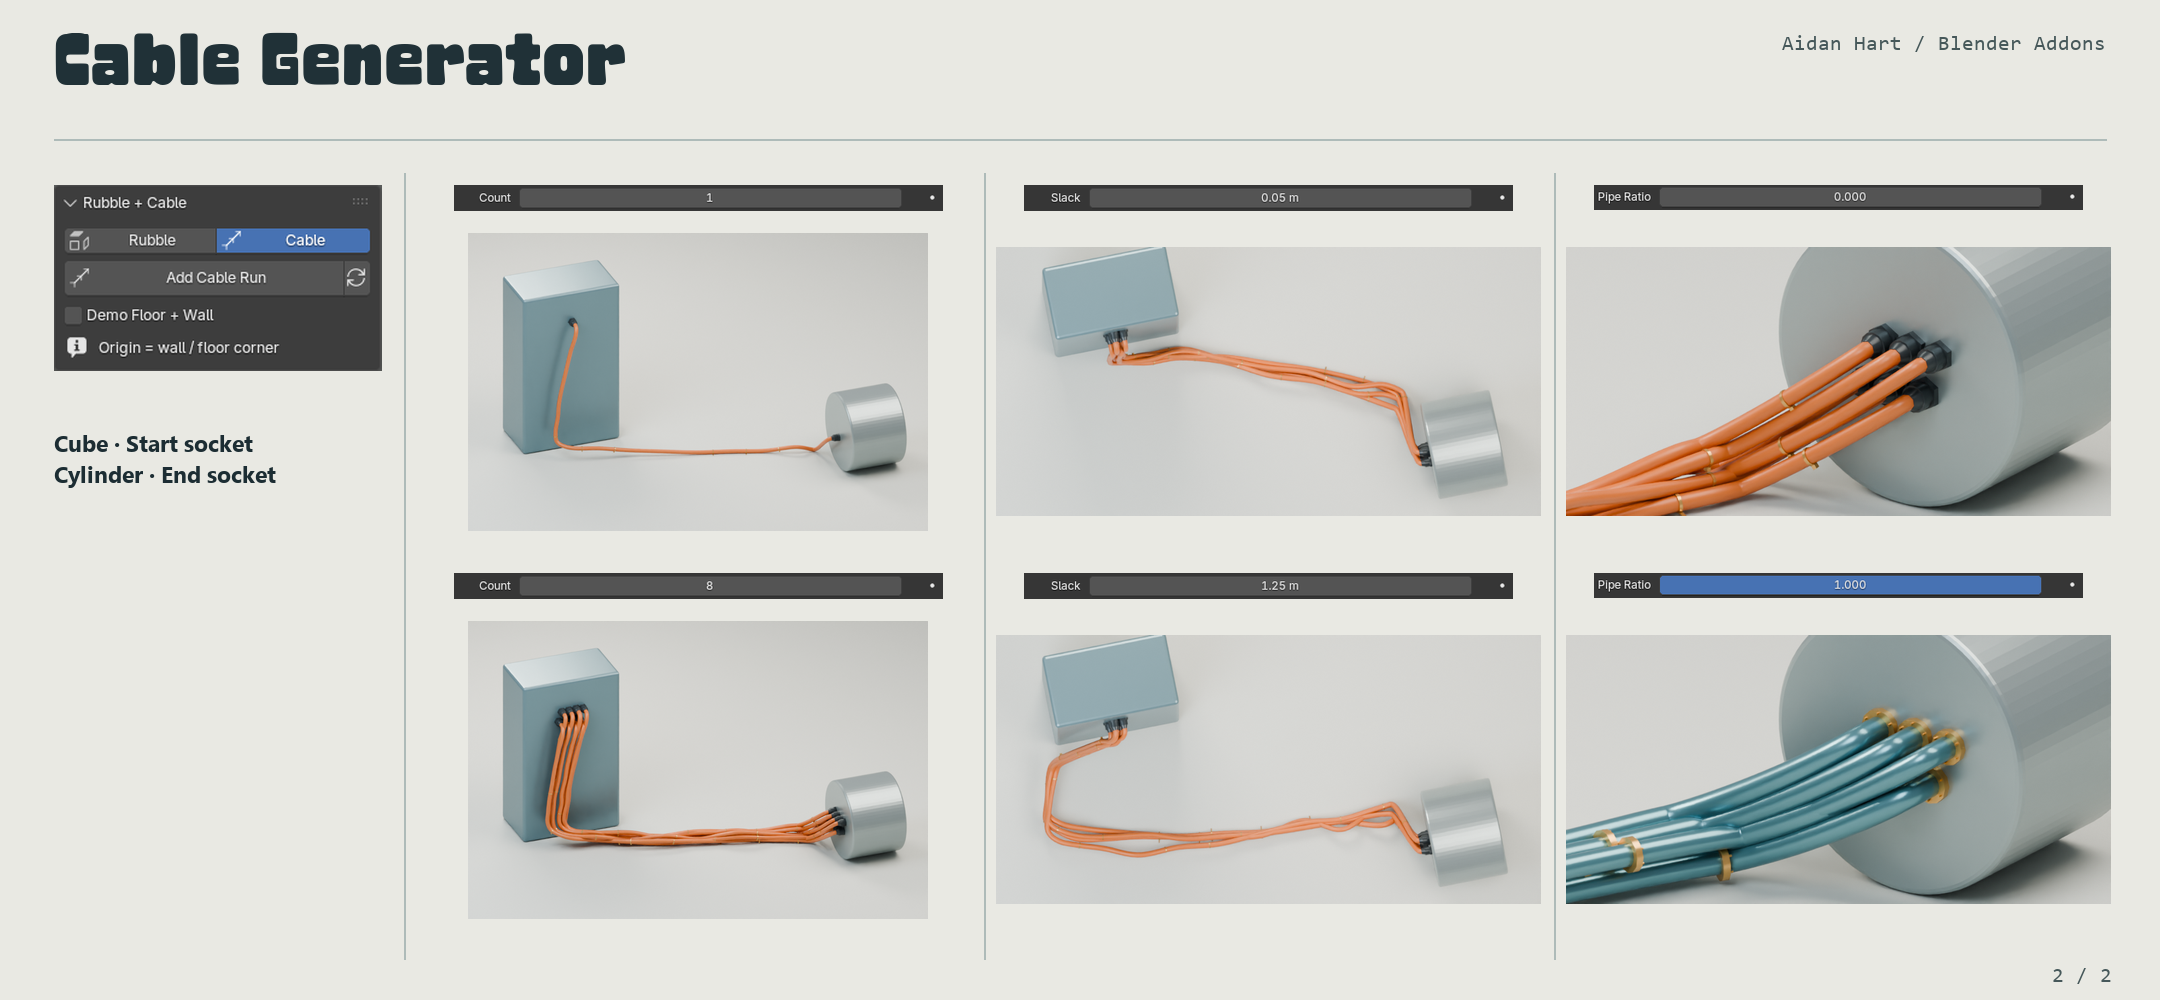 Cable Generator
Aidan Hart / Blender Addons
Rubble + Cable
Rubble
Cable
Add Cable Run
Demo Floor + Wall
Origin = wall / floor corner
Cube · Start socket
Cylinder · End socket
Count 1
Count 8
Slack 0.05 m
Slack 1.25 m
Pipe Ratio 0.000
Pipe Ratio 1.000
2 / 2